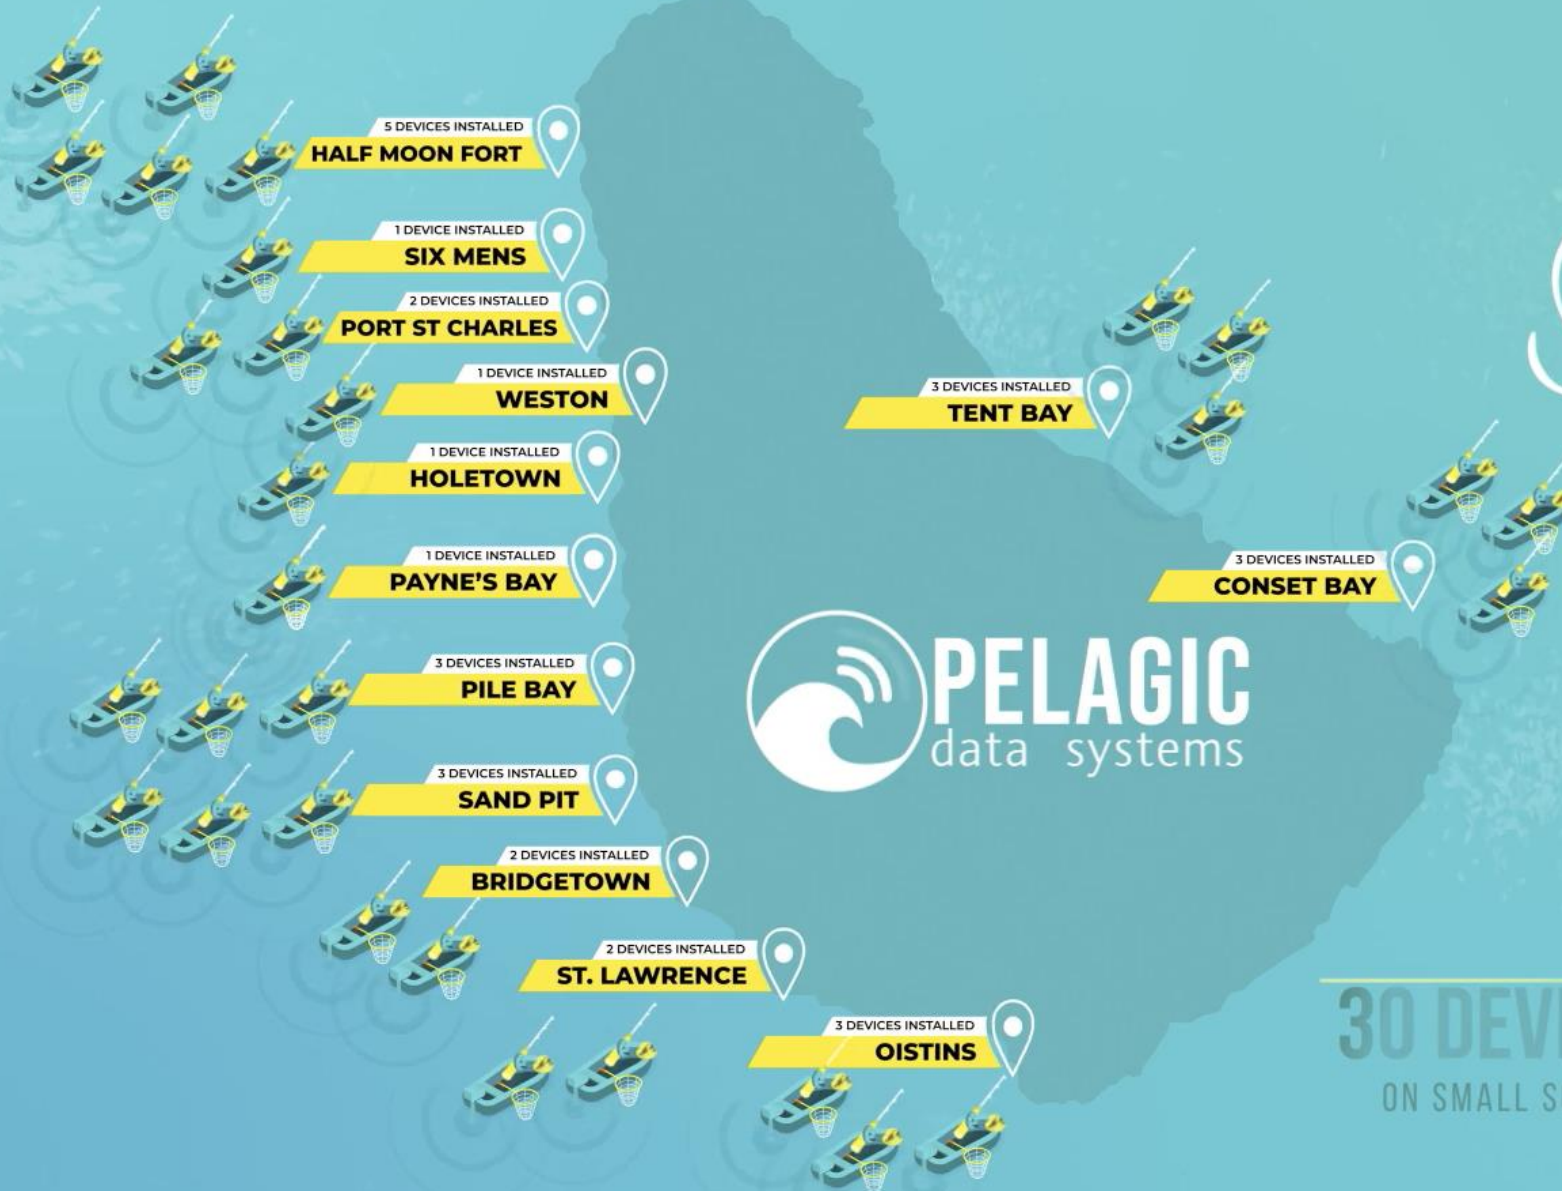 5 DEVICES INSTALLED
HALF MOON FORT
1 DEVICE INSTALLED
SIX MENS
2 DEVICES INSTALLED
PORT ST CHARLES
1 DEVICE INSTALLED
WESTON
3 DEVICES INSTALLED
TENT BAY
1 DEVICE INSTALLED
HOLETOWN
1 DEVICE INSTALLED
PAYNE'S BAY
3 DEVICES INSTALLED
CONSET BAY
3 DEVICES INSTALLED
PILE BAY
PELAGIC
data systems
3 DEVICES INSTALLED
SAND PIT
2 DEVICES INSTALLED
BRIDGETOWN
2 DEVICES INSTALLED
ST. LAWRENCE
3 DEVICES INSTALLED
OISTINS
30
ON SMALL